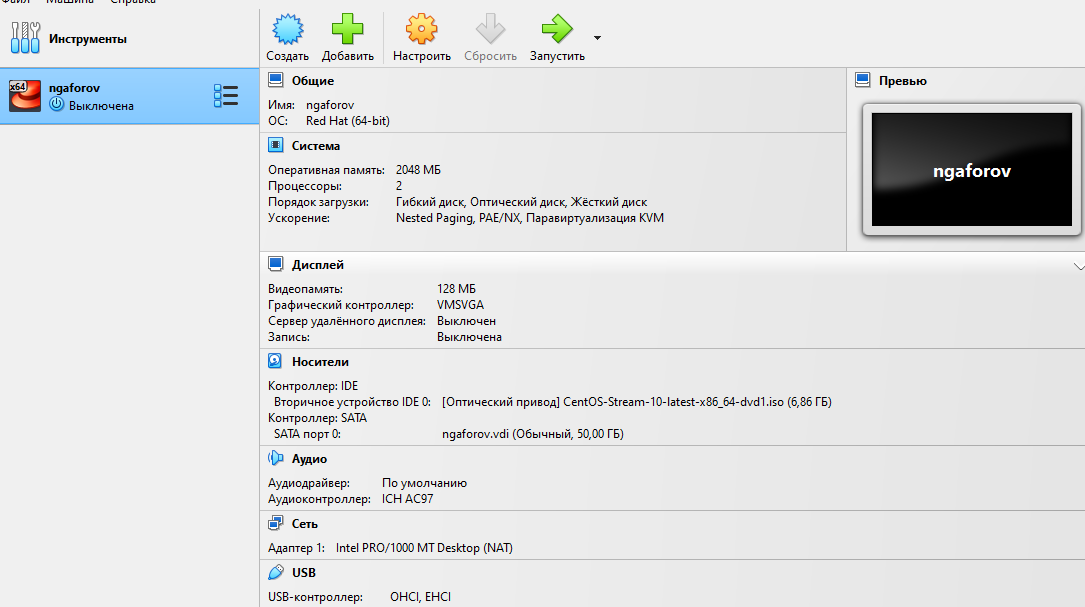 Файл Машина Справка
Инструменты
Создать Добавить Настроить Сбросить Запустить
x64
ngaforov
Выключена
Общие
Имя: ngaforov
ОС: Red Hat (64-bit)
Превью
ngaforov
Система
Оперативная память: 2048 МБ
Процессоры: 2
Порядок загрузки: Гибкий диск, Оптический диск, Жёсткий диск
Ускорение: Nested Paging, PAE/NX, Паравиртуализация KVM
Дисплей
Видеопамять: 128 МБ
Графический контроллер: VMSVGA
Сервер удалённого дисплея: Выключен
Запись: Выключена
Носители
Контроллер: IDE
Вторичное устройство IDE 0: [Оптический привод] CentOS-Stream-10-latest-x86_64-dvd1.iso (6,86 ГБ)
Контроллер: SATA
SATA порт 0: ngaforov.vdi (Обычный, 50,00 ГБ)
Аудио
Аудиодрайвер: По умолчанию
Аудиоконтроллер: ICH AC97
Сеть
Адаптер 1: Intel PRO/1000 MT Desktop (NAT)
USB
USB-контроллер: OHCI, EHCI